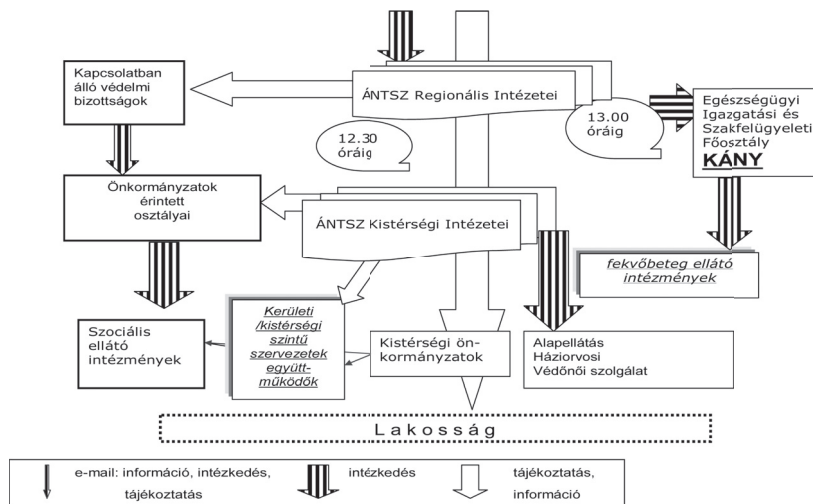 Kapcsolatban
álló védelmi
bizottságok
ÁNTSZ Regionális Intézetei
12.30
óráig
13.00
óráig
Egészségügyi
Igazgatási és
Szakfelügyeleti
Főosztály
KÁNY
Önkormányzatok
érintett
osztályai
ÁNTSZ Kistérségi Intézetei
fekvőbeteg ellátó
intézmények
Szociális
ellátó
intézmények
Kerületi
/kistérségi
szintű
szervezetek
együtt-
működők
Kistérségi ön-
kormányzatok
Alapellátás
Háziorvosi
Védőnői szolgálat
Lakosság
e-mail: információ, intézkedés,
tájékoztatás
intézkedés
tájékoztatás,
információ